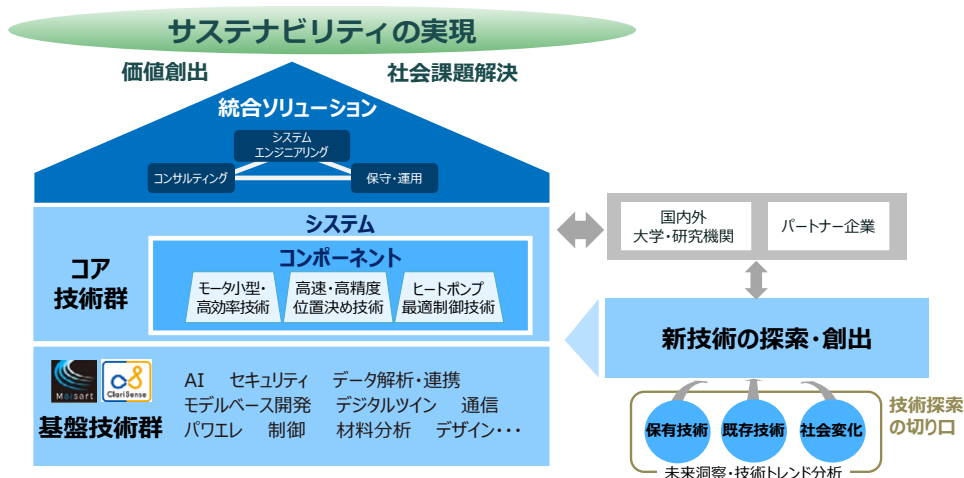 サステナビリティの実現
価値創出
社会課題解決
統合ソリューション
システム
エンジニアリング
コンサルティング
保守・運用
システム
コンポーネント
コア
技術群
モータ小型・
高効率技術
高速・高精度
位置決め技術
ヒートポンプ
最適制御技術
国内外
大学・研究機関
パートナー企業
新技術の探索・創出
Maisart
ClariSense
基盤技術群
AI セキュリティ データ解析・連携
モデルベース開発 デジタルツイン 通信
パワエレ 制御 材料分析 デザイン・・・
保有技術
既存技術
社会変化
技術探索
の切り口
未来洞察・技術トレンド分析